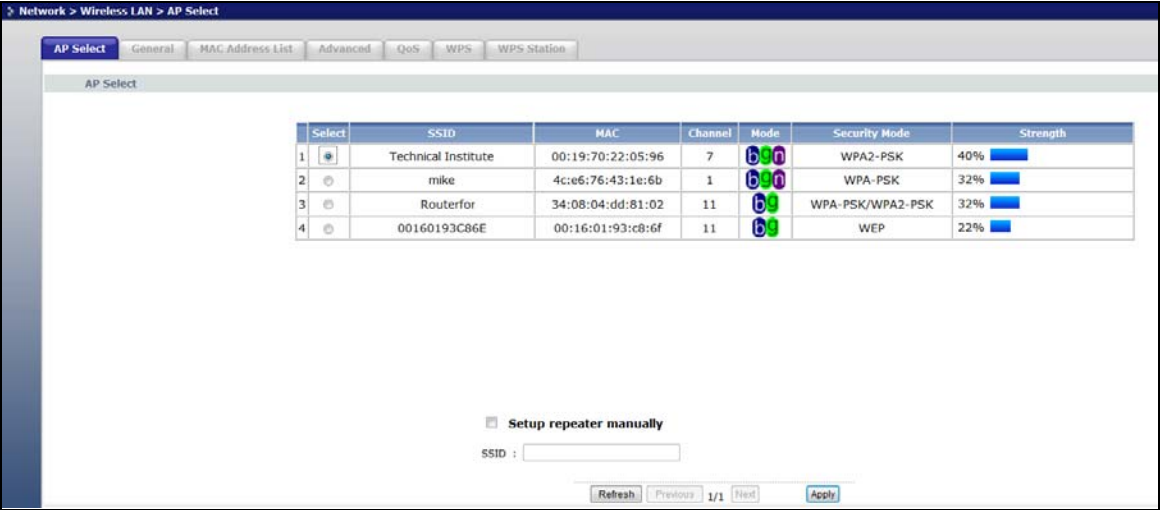 Network > Wireless LAN > AP Select
AP Select General MAC Address List Advanced QoS WPS WPS Station
AP Select
Select SSID MAC Channel Mode Security Mode Strength
1 Technical Institute 00:19:70:22:05:96 7 bgn WPA2-PSK 40%
2 mike 4c:e6:76:43:1e:6b 1 bgn WPA-PSK 32%
3 Routerfor 34:08:04:dd:81:02 11 bg WPA-PSK/WPA2-PSK 32%
4 00160193C86E 00:16:01:93:c8:6f 11 bg WEP 22%
Setup repeater manually
SSID :
Refresh Previous 1/1 Next Apply